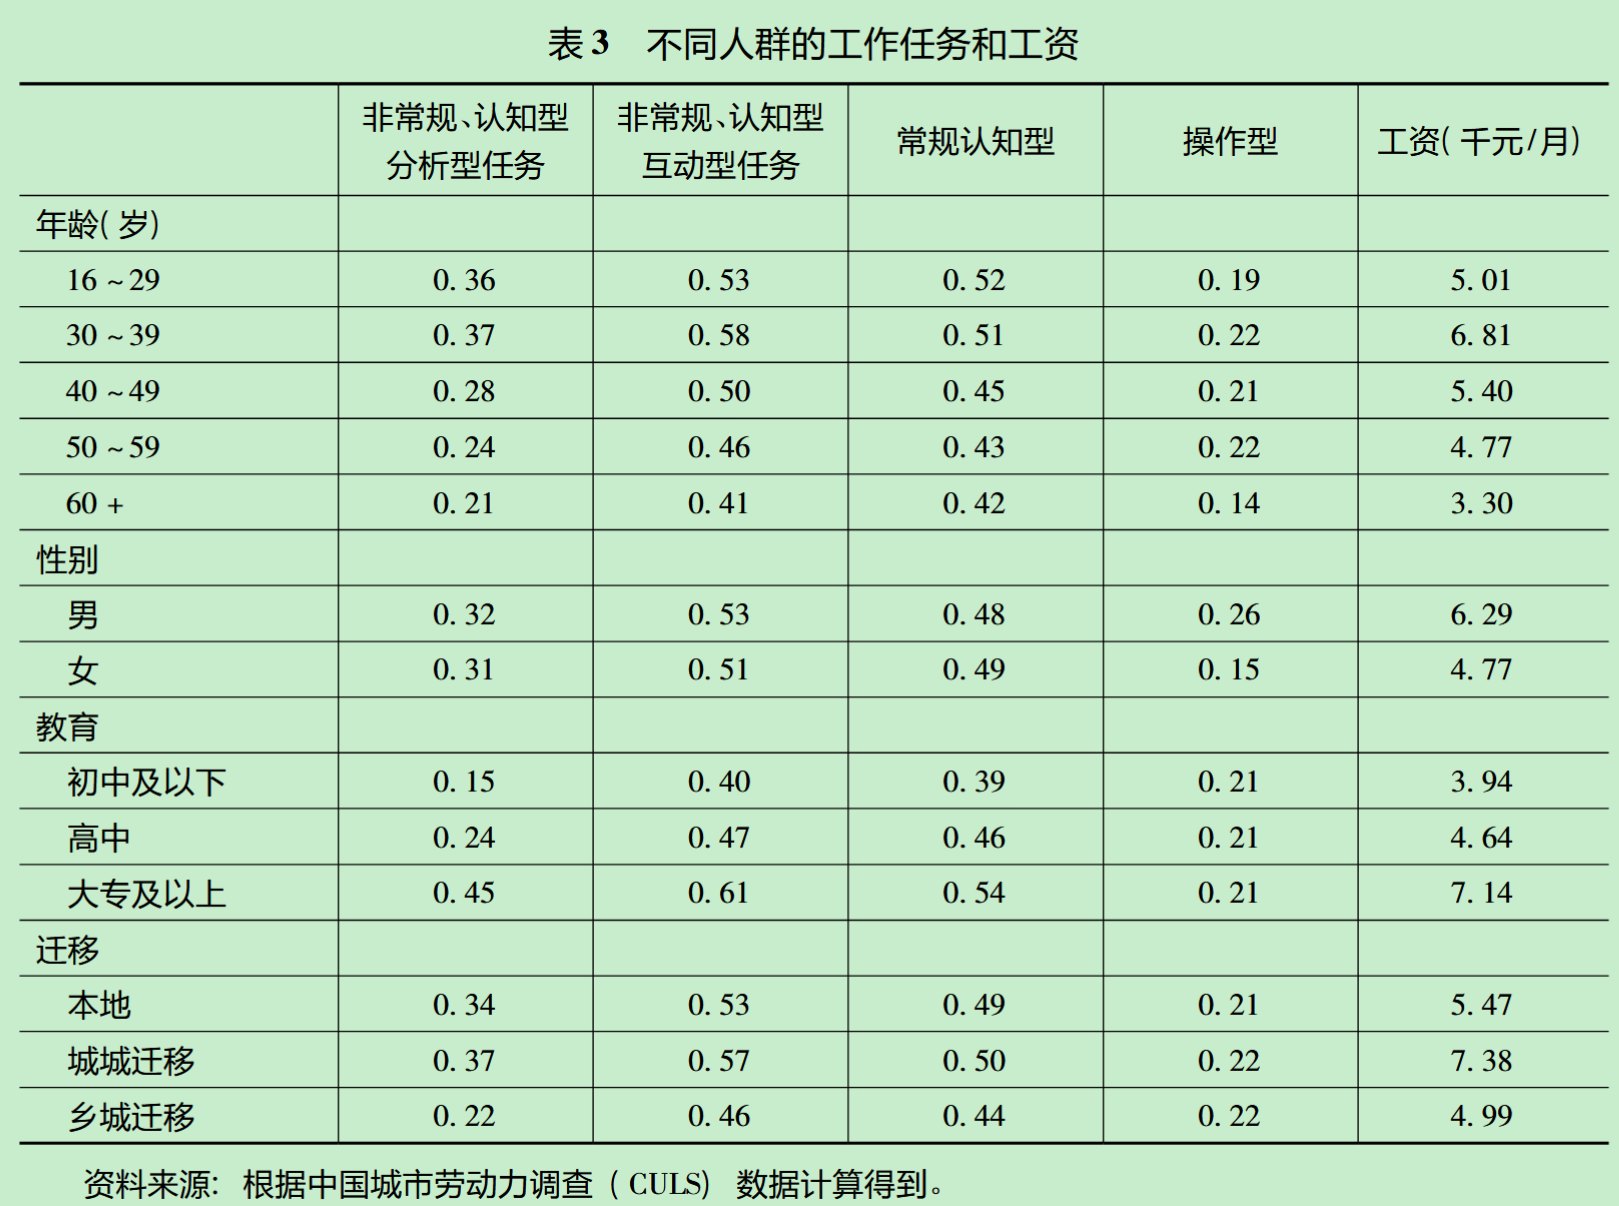 表3 不同人群的工作任务和工资
非常规、认知型分析型任务 非常规、认知型互动型任务 常规认知型 操作型 工资(千元/月)
年龄(岁)
16~29 0.36 0.53 0.52 0.19 5.01
30~39 0.37 0.58 0.51 0.22 6.81
40~49 0.28 0.50 0.45 0.21 5.40
50~59 0.24 0.46 0.43 0.22 4.77
60+ 0.21 0.41 0.42 0.14 3.30
性别
男 0.32 0.53 0.48 0.26 6.29
女 0.31 0.51 0.49 0.15 4.77
教育
初中及以下 0.15 0.40 0.39 0.21 3.94
高中 0.24 0.47 0.46 0.21 4.64
大专及以上 0.45 0.61 0.54 0.21 7.14
迁移
本地 0.34 0.53 0.49 0.21 5.47
城城迁移 0.37 0.57 0.50 0.22 7.38
乡城迁移 0.22 0.46 0.44 0.22 4.99
资料来源: 根据中国城市劳动力调查 (CULS) 数据计算得到。